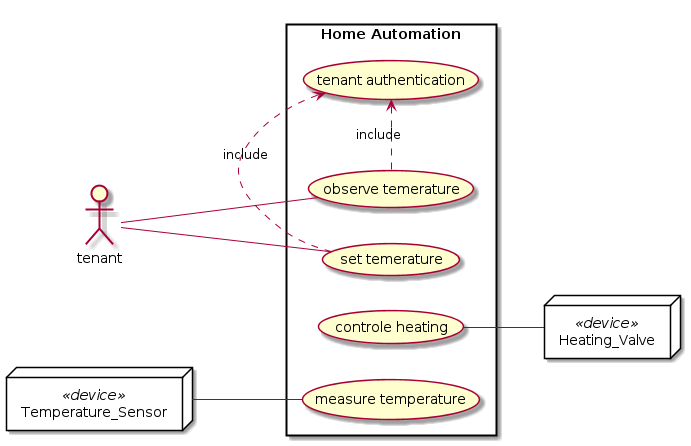 Home Automation
tenant authentication
include
include
observe temerature
tenant
set temerature
controle heating
«device»
Heating_Valve
«device»
Temperature_Sensor
measure temperature